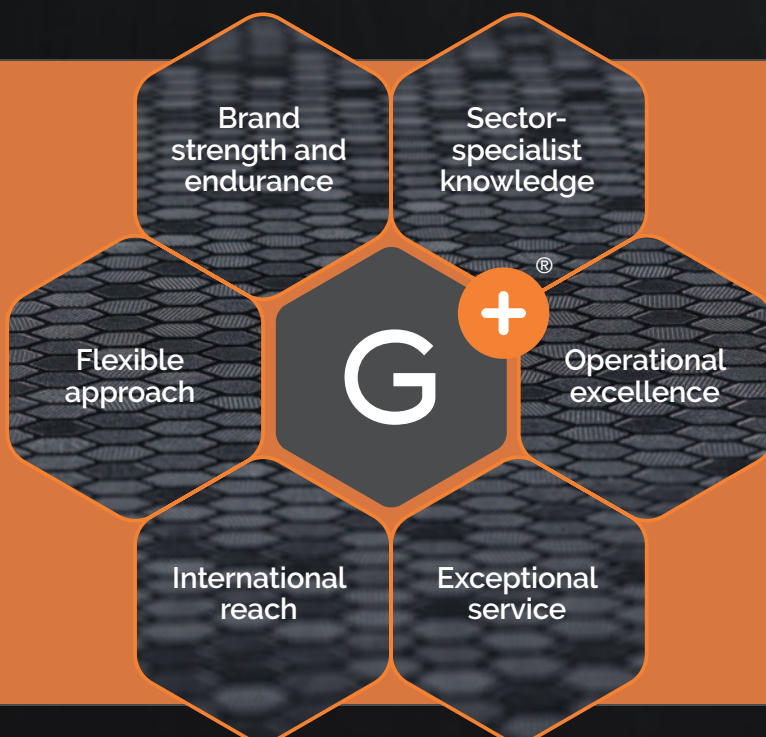 Brand
strength and
endurance
Sector-
specialist
knowledge
Flexible
approach
G
+
®
Operational
excellence
International
reach
Exceptional
service